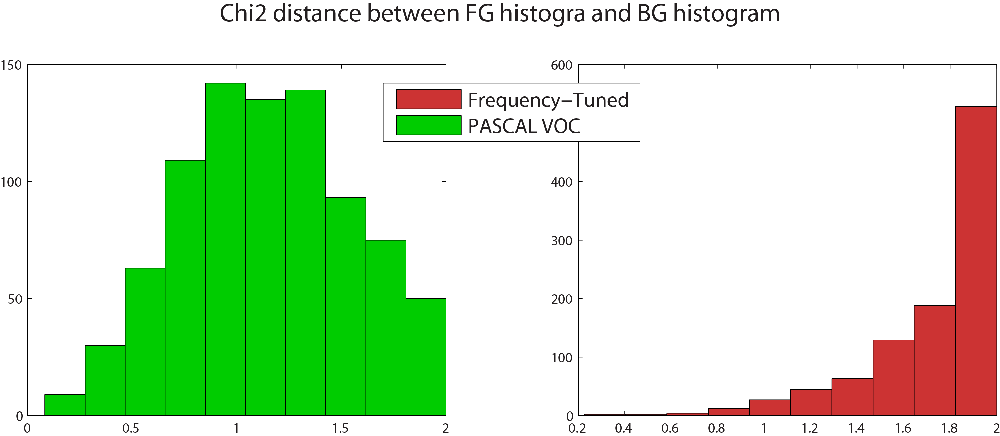 Chi2 distance between FG histogra and BG histogram
150
100
50
0
0 0.5 1 1.5 2
Frequency–Tuned
PASCAL VOC
600
400
300
200
100
0
0.2 0.4 0.6 0.8 1 1.2 1.4 1.6 1.8 2